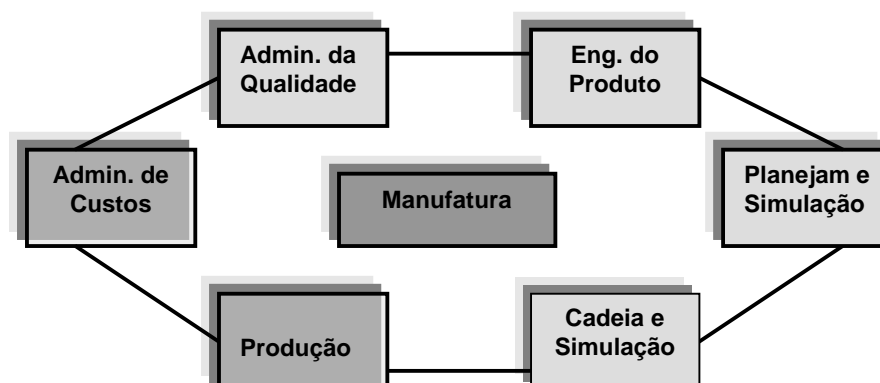 Admin. da
Qualidade
Eng. do
Produto
Admin. de
Custos
Manufatura
Planejam e
Simulação
Produção
Cadeia e
Simulação